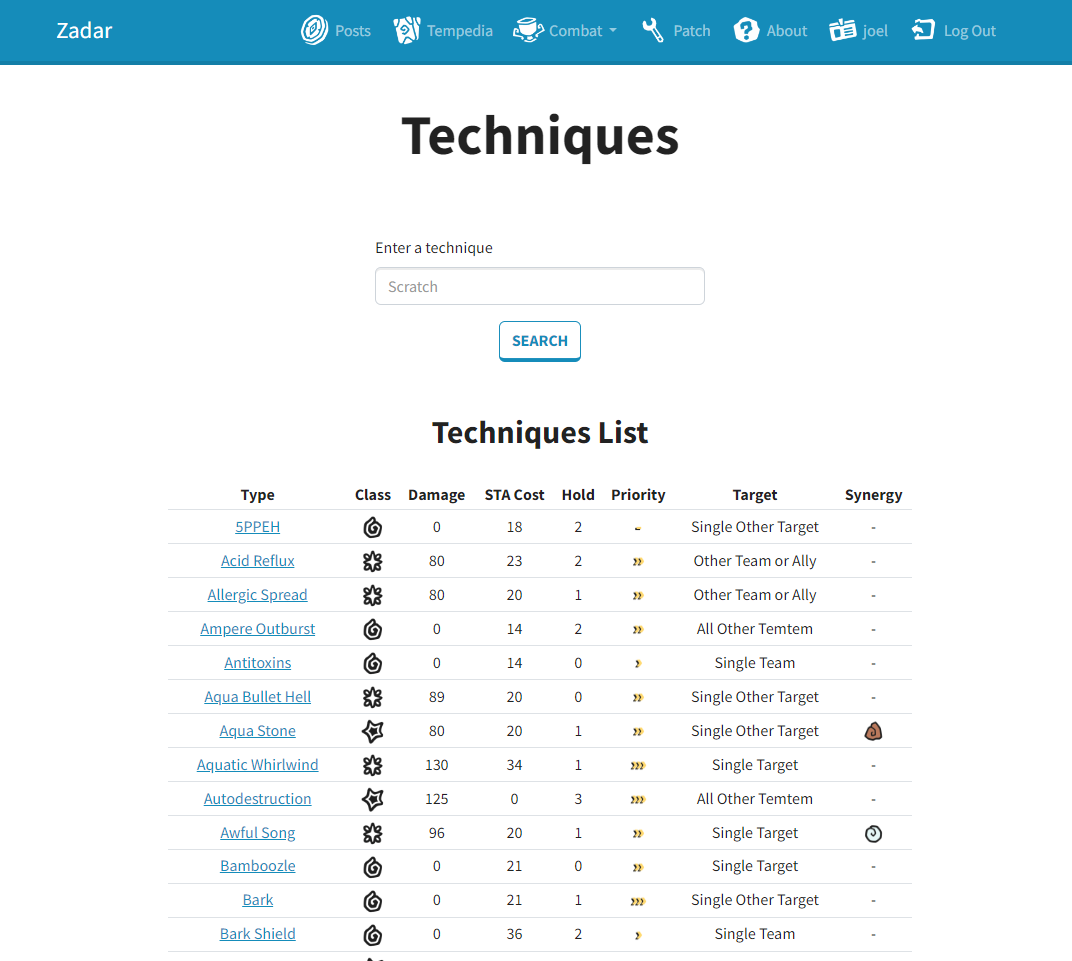 Zadar Posts Tempedia Combat Patch About joel Log Out
Techniques
Enter a technique
Scratch
SEARCH
Techniques List
Type Class Damage STA Cost Hold Priority Target Synergy
5PPEH 0 18 2 Single Other Target -
Acid Reflux 80 23 2 Other Team or Ally -
Allergic Spread 80 20 1 Other Team or Ally -
Ampere Outburst 0 14 2 All Other Temtem -
Antitoxins 0 14 0 Single Team -
Aqua Bullet Hell 89 20 0 Single Other Target -
Aqua Stone 80 20 1 Single Other Target
Aquatic Whirlwind 130 34 1 Single Target -
Autodestruction 125 0 3 All Other Temtem -
Awful Song 96 20 1 Single Target
Bamboozle 0 21 0 Single Target -
Bark 0 21 1 Single Other Target -
Bark Shield 0 36 2 Single Team -